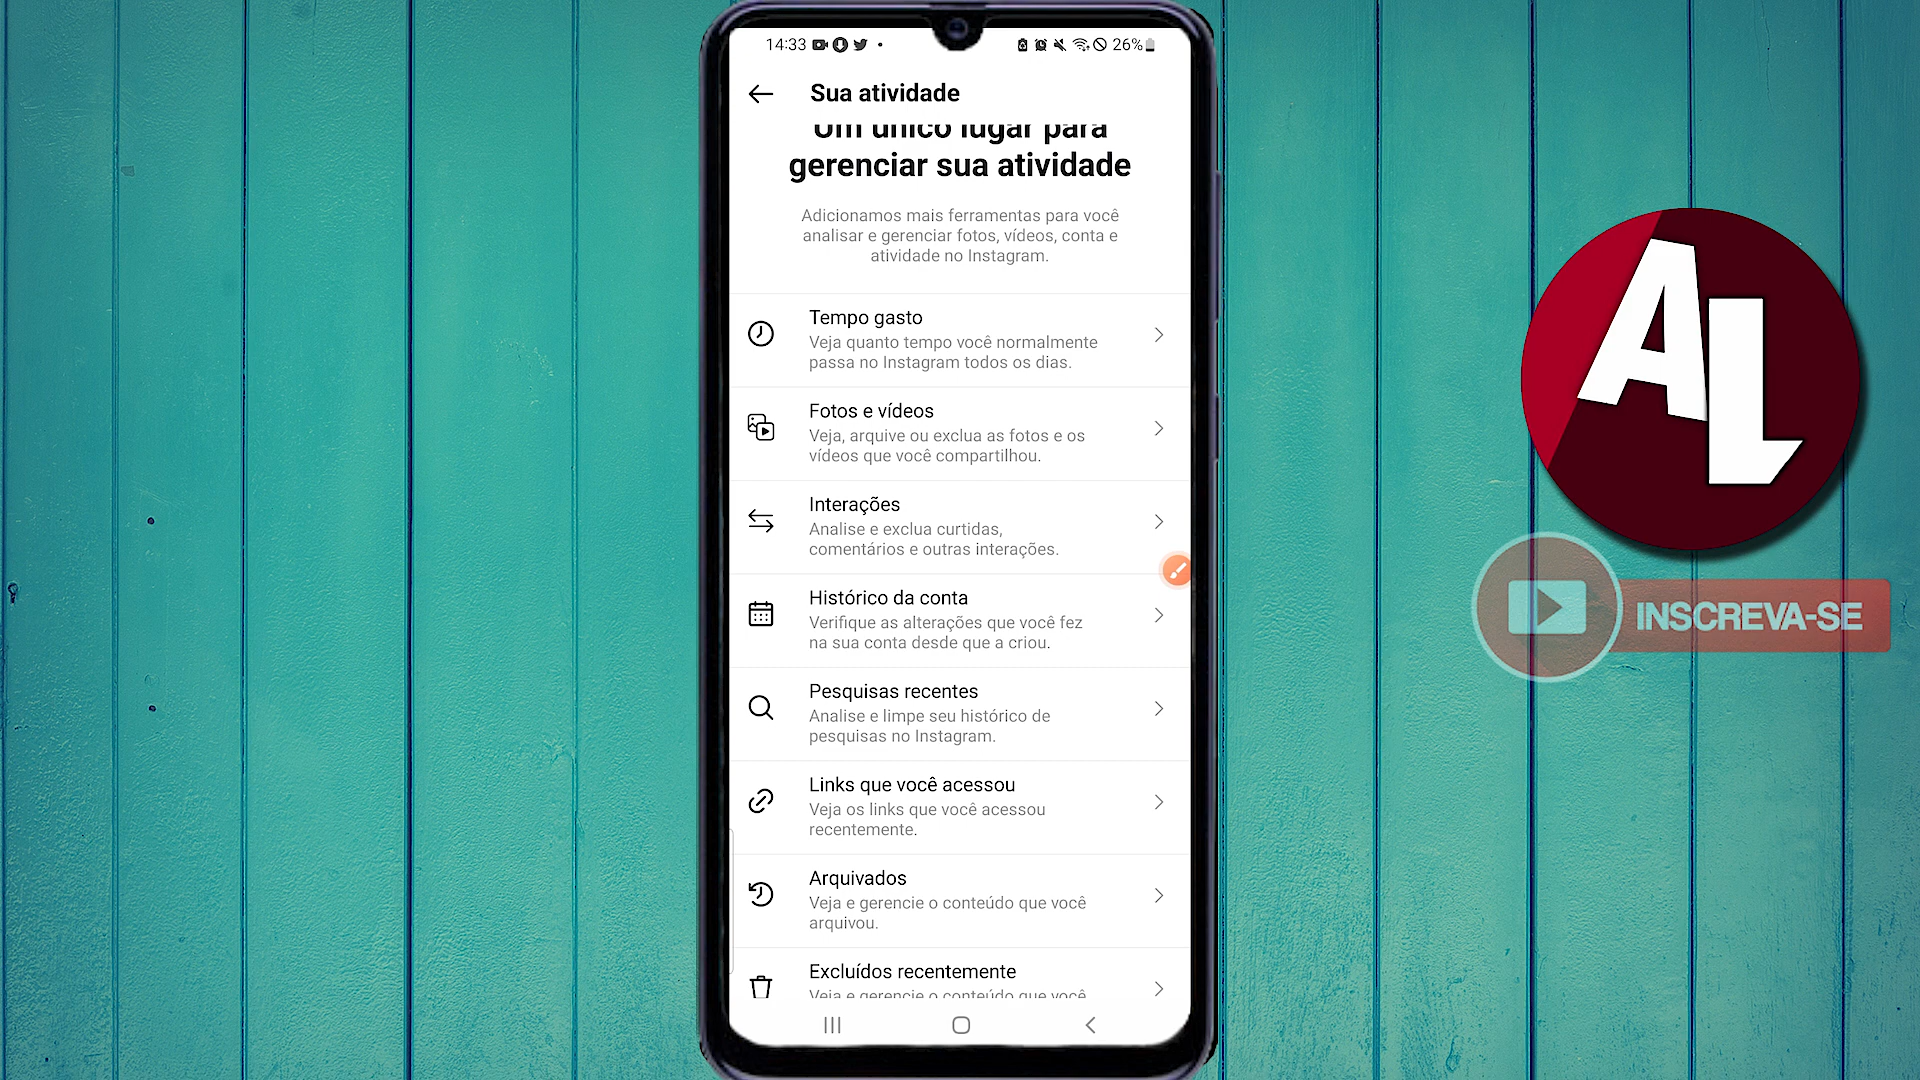 14:33
26%
Sua atividade
Um único lugar para
gerenciar sua atividade
Adicionamos mais ferramentas para você
analisar e gerenciar fotos, vídeos, conta e
atividade no Instagram.
Tempo gasto
Veja quanto tempo você normalmente
passa no Instagram todos os dias.
Fotos e vídeos
Veja, arquive ou exclua as fotos e os
vídeos que você compartilhou.
Interações
Analise e exclua curtidas,
comentários e outras interações.
Histórico da conta
Verifique as alterações que você fez
na sua conta desde que a criou.
Pesquisas recentes
Analise e limpe seu histórico de
pesquisas no Instagram.
Links que você acessou
Veja os links que você acessou
recentemente.
Arquivados
Veja e gerencie o conteúdo que você
arquivou.
Excluídos recentemente
Veja e gerencie o conteúdo que você
AL
INSCREVA-SE